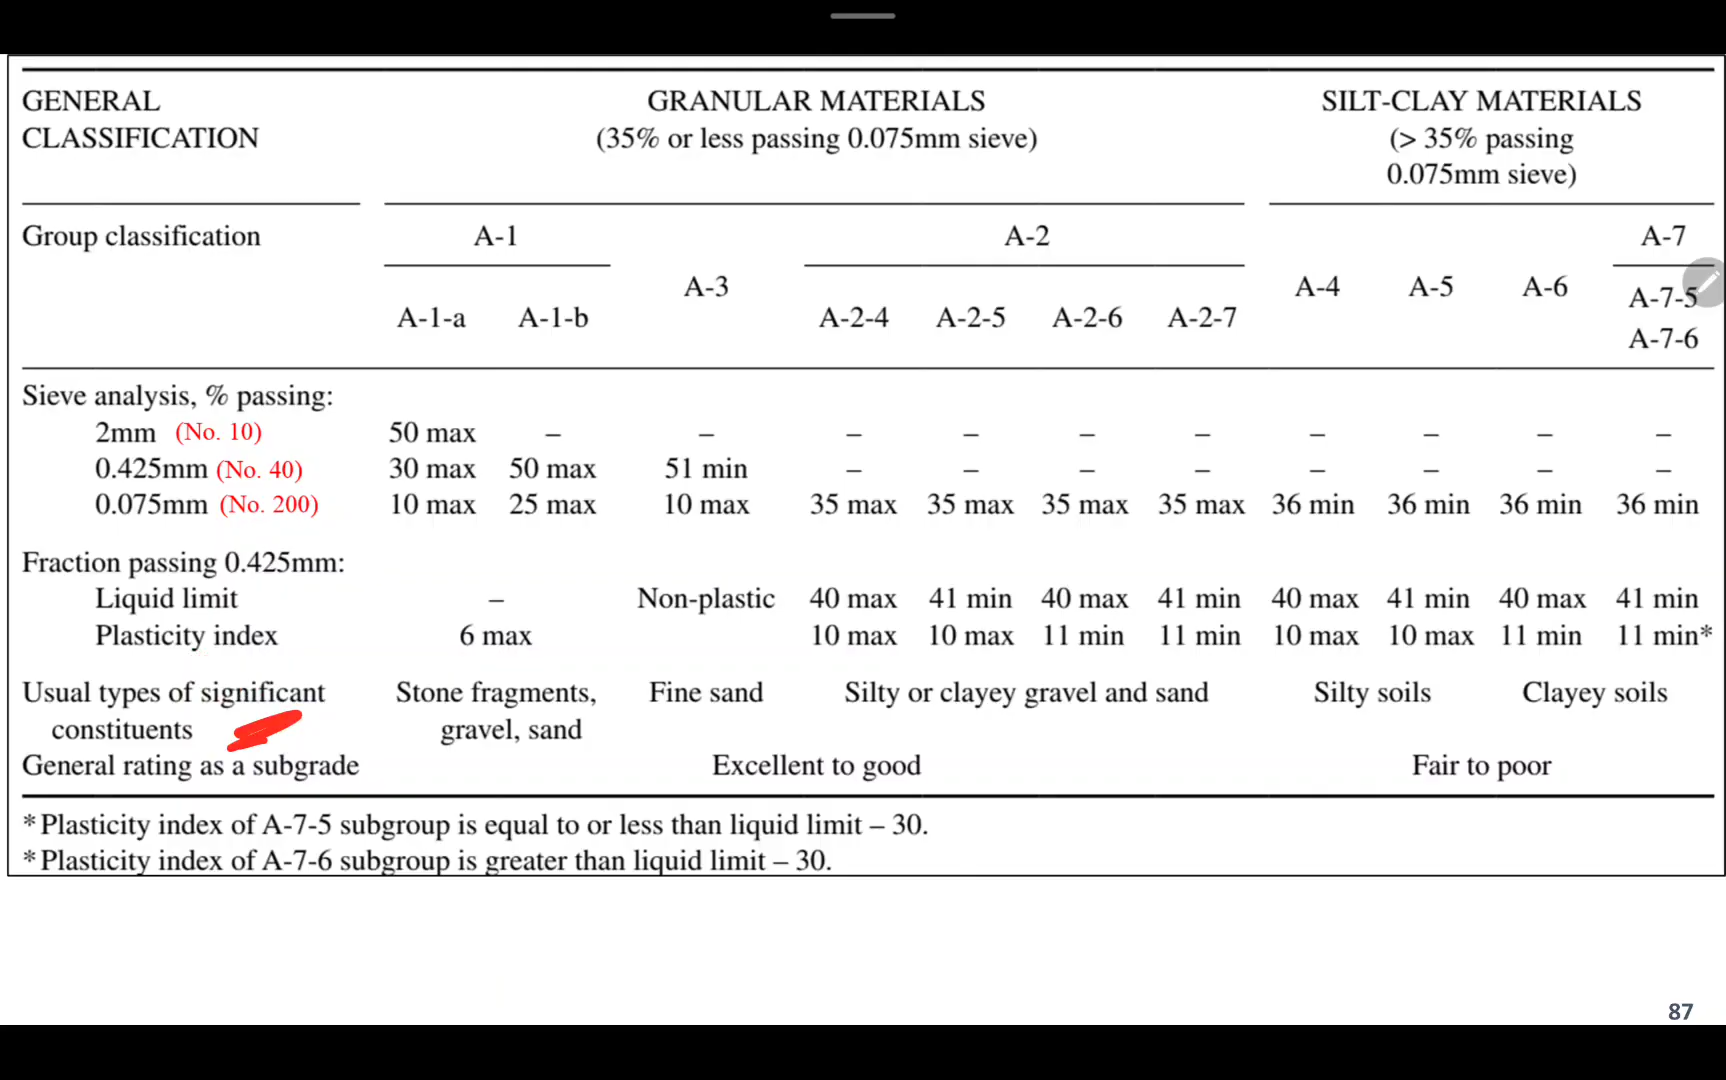 GENERAL CLASSIFICATION
GRANULAR MATERIALS
(35% or less passing 0.075mm sieve)
SILT-CLAY MATERIALS
(> 35% passing
0.075mm sieve)
Group classification A-1 A-2 A-7
A-3 A-4 A-5 A-6
A-1-a A-1-b A-2-4 A-2-5 A-2-6 A-2-7 A-7-5
A-7-6
Sieve analysis, % passing:
2mm (No. 10) 50 max – – – – – – – – – –
0.425mm (No. 40) 30 max 50 max 51 min – – – – – – – –
0.075mm (No. 200) 10 max 25 max 10 max 35 max 35 max 35 max 35 max 36 min 36 min 36 min 36 min
Fraction passing 0.425mm:
Liquid limit – Non-plastic 40 max 41 min 40 max 41 min 40 max 41 min 40 max 41 min
Plasticity index 6 max 10 max 10 max 11 min 11 min 10 max 10 max 11 min 11 min*
Usual types of significant constituents
Stone fragments, gravel, sand
Fine sand
Silty or clayey gravel and sand
Silty soils
Clayey soils
General rating as a subgrade Excellent to good Fair to poor
*Plasticity index of A-7-5 subgroup is equal to or less than liquid limit – 30.
*Plasticity index of A-7-6 subgroup is greater than liquid limit – 30.
87